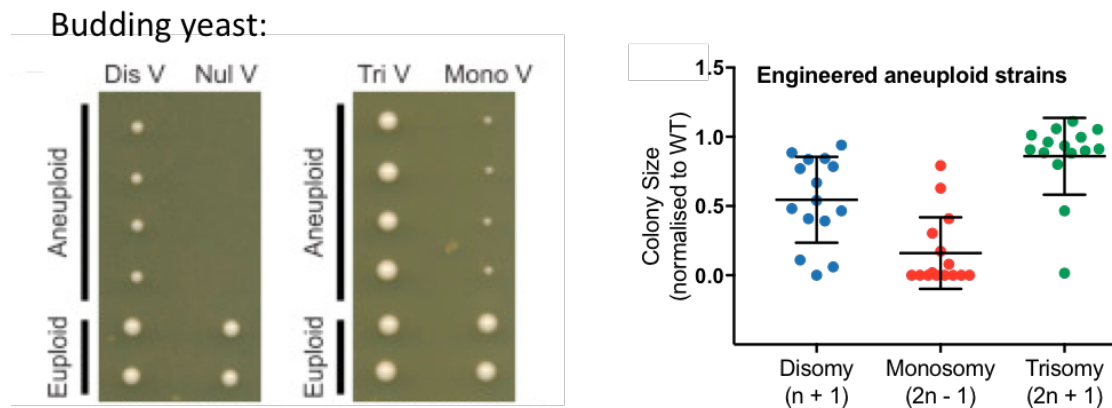 Budding yeast:
Dis V Nul V
Tri V Mono V
Aneuploid
Euploid
Aneuploid
Euploid
Engineered aneuploid strains
Colony Size
(normalised to WT)
1.5
1.0
0.5
0.0
Disomy
(n + 1)
Monosomy
(2n - 1)
Trisomy
(2n + 1)